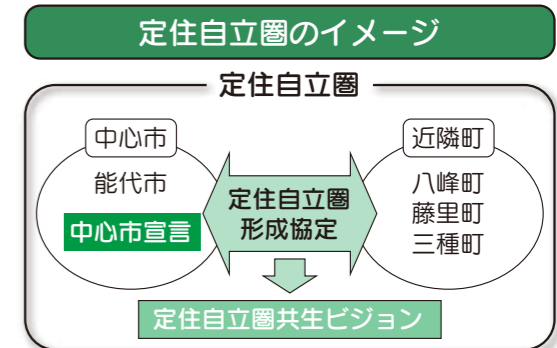 定住自立圏のイメージ
定住自立圏
中心市
能代市
中心市宣言
定住自立圏
形成協定
近隣町
八峰町
藤里町
三種町
定住自立圏共生ビジョン